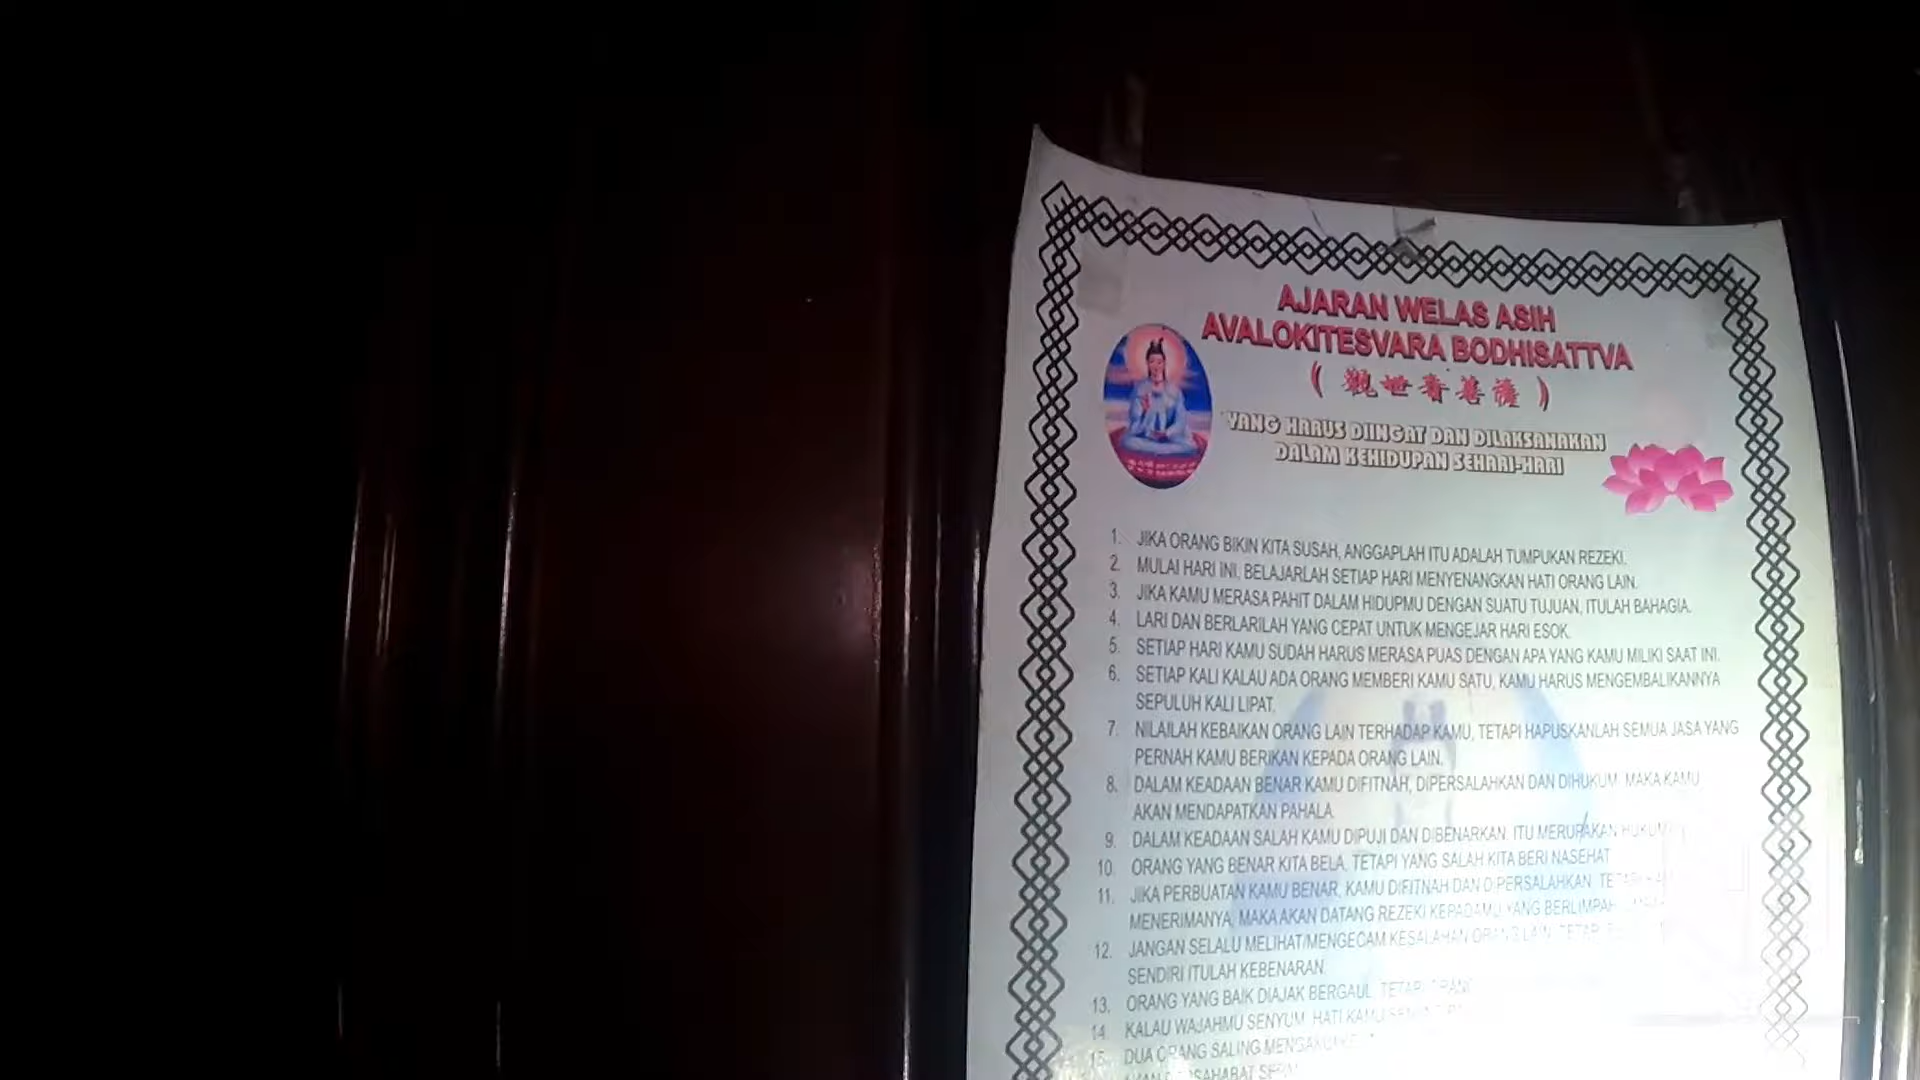 AJARAN WELAS ASIH
AVALOKITESVARA BODHISATTVA
( 觀世音菩薩 )
YANG HARUS DIINGAT DAN DILAKSANAKAN
DALAM KEHIDUPAN SEHARI-HARI
1. JIKA ORANG BIKIN KITA SUSAH, ANGGAPLAH ITU ADALAH TUMPUKAN REZEKI.
2. MULAI HARI INI, BELAJARLAH SETIAP HARI MENYENANGKAN HATI ORANG LAIN.
3. JIKA KAMU MERASA PAHIT DALAM HIDUPMU DENGAN SUATU TUJUAN, ITULAH BAHAGIA.
4. LARI DAN BERLARILAH YANG CEPAT UNTUK MENGEJAR HARI ESOK.
5. SETIAP HARI KAMU SUDAH HARUS MERASA PUAS DENGAN APA YANG KAMU MILIKI SAAT INI.
6. SETIAP KALI KALAU ADA ORANG MEMBERI KAMU SATU, KAMU HARUS MENGEMBALIKANNYA
SEPULUH KALI LIPAT.
7. NILAILAH KEBAIKAN ORANG LAIN TERHADAP KAMU, TETAPI HAPUSKANLAH SEMUA JASA YANG
PERNAH KAMU BERIKAN KEPADA ORANG LAIN.
8. DALAM KEADAAN BENAR KAMU DIFITNAH, DIPERSALAHKAN DAN DIHUKUM, MAKA KAMU
AKAN MENDAPATKAN PAHALA.
9. DALAM KEADAAN SALAH KAMU DIPUJI DAN DIBENARKAN. ITU MERUPAKAN
10. ORANG YANG BENAR KITA BELA, TETAPI YANG SALAH KITA BERI NASEHAT
11. JIKA PERBUATAN KAMU BENAR, KAMU DIFITNAH DAN DIPERSALAHKAN
MENERIMANYA, MAKA AKAN DATANG REZEKI KEPADAMU YANG BERLIMPAH
12. JANGAN SELALU MELIHAT/MENGECAM KESALAHAN ORANG LAIN, TETAPI
SENDIRI ITULAH KEBENARAN.
13. ORANG YANG BAIK DIAJAK BERGAUL, TETAPI
14. KALAU WAJAHMU SENYUM, HATI KAMU
15. DUA ORANG SALING